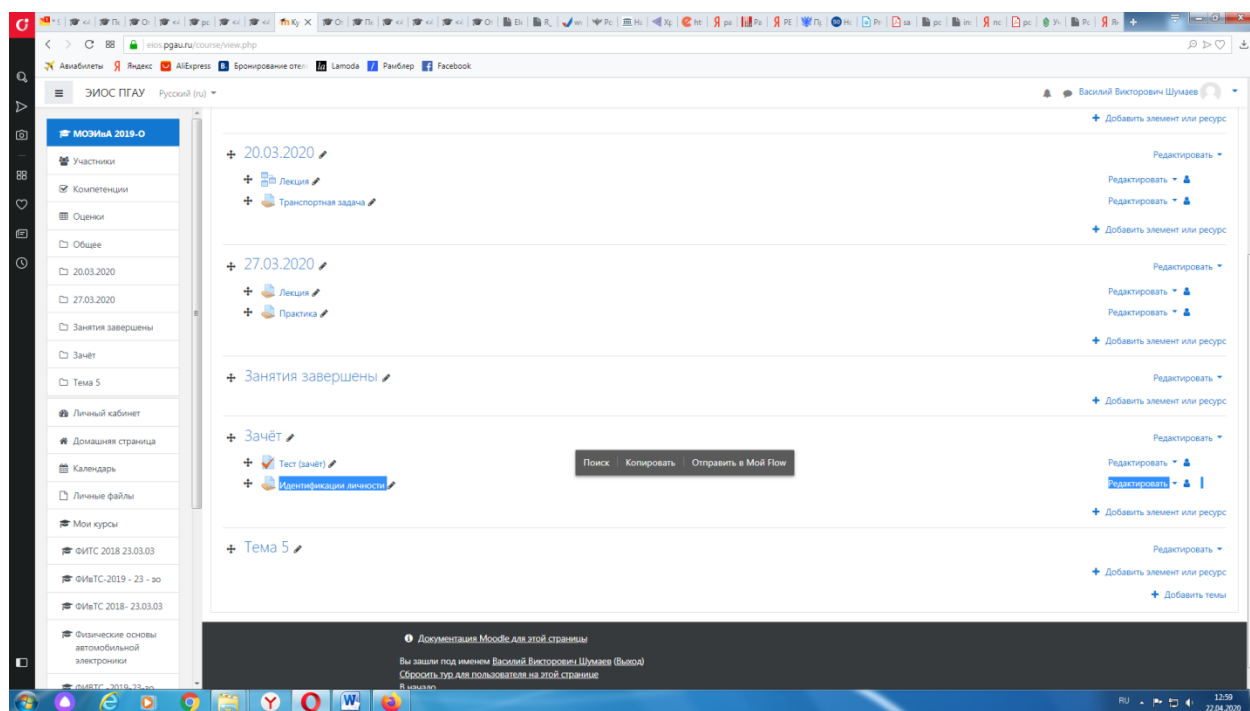 eios.pgau.ru/course/view.php
Авиабилеты Яндекс AliExpress Бронирование отел Lamoda Рамблер Facebook
ЭИОС ПГАУ Русский (ru)
Василий Викторович Шумаев
Добавить элемент или ресурс
МОЭИвА 2019-О
Участники
Компетенции
Оценки
Общее
20.03.2020
27.03.2020
Занятия завершены
Зачёт
Тема 5
Личный кабинет
Домашняя страница
Календарь
Личные файлы
Мои курсы
ФИТС 2018 23.03.03
ФИвТС-2019 - 23 - зо
ФИвТС 2018- 23.03.03
Физические основы
автомобильной
электроники
20.03.2020 Редактировать
Лекция Редактировать
Транспортная задача Редактировать
Добавить элемент или ресурс
27.03.2020 Редактировать
Лекция Редактировать
Практика Редактировать
Добавить элемент или ресурс
Занятия завершены Редактировать
Добавить элемент или ресурс
Зачёт Редактировать
Поиск Копировать Отправить в Мой Flow
Тест (зачёт) Редактировать
Идентификации личности Редактировать
Добавить элемент или ресурс
Тема 5 Редактировать
Добавить элемент или ресурс
Добавить темы
Документация Moodle для этой страницы
Вы зашли под именем Василий Викторович Шумаев (Выход)
Сбросить тур для пользователя на этой странице
В начало
RU
12:59
22.04.2020